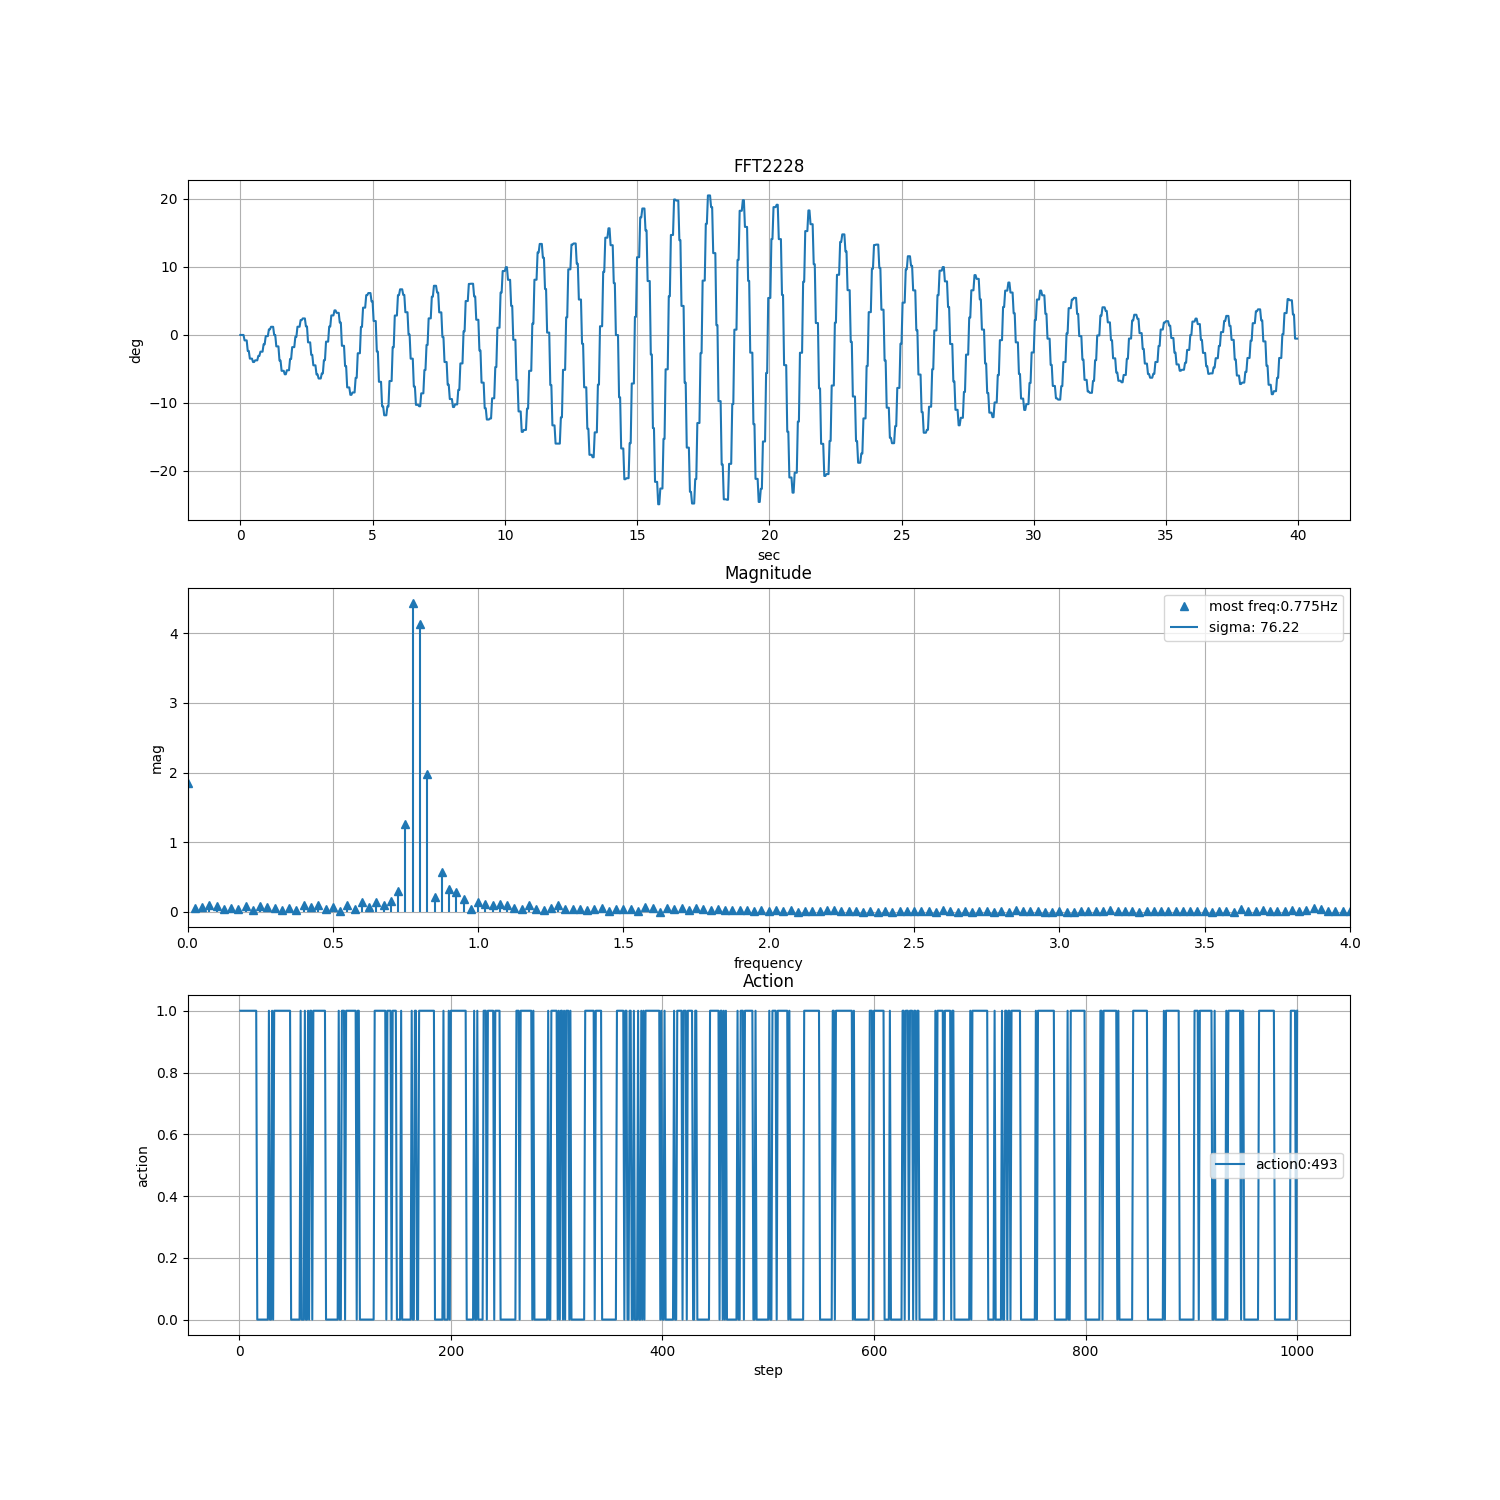 FFT2228
20
10
0
−10
−20
deg
0 5 10 15 20 25 30 35 40
sec
Magnitude
most freq:0.775Hz
sigma: 76.22
4
3
2
1
0
mag
0.0 0.5 1.0 1.5 2.0 2.5 3.0 3.5 4.0
frequency
Action
1.0
0.8
0.6
0.4
0.2
0.0
action
action0:493
0 200 400 600 800 1000
step